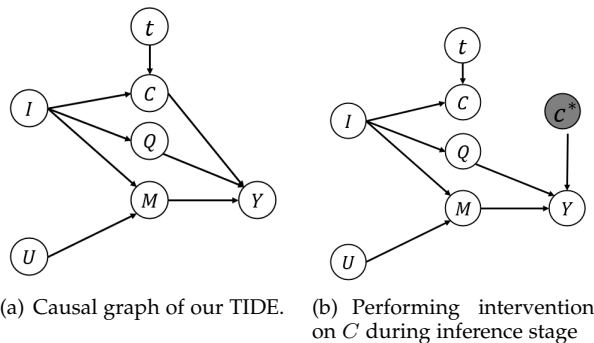 t
C
I
Q
M
Y
U
t
C
I
Q
c*
M
Y
U
(a) Causal graph of our TIDE.
(b) Performing intervention
on C during inference stage